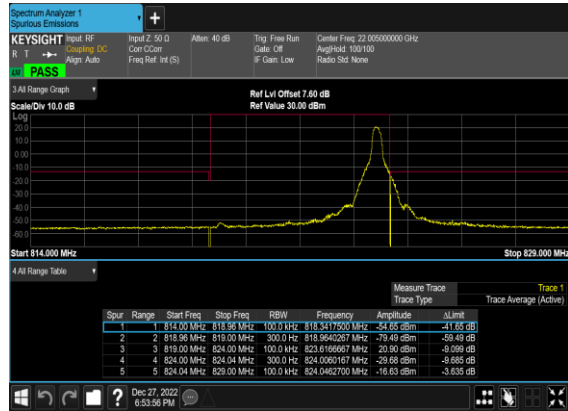 Spectrum Analyzer 1
Spurious Emissions
KEYSIGHT Input: RF Input Z: 50 Ω Atten: 40 dB Trig: Free Run Center Freq: 22.005000000 GHz
R T Coupling: DC Corr CCorr Gate: Off Avg|Hold: 100/100
Align: Auto Freq Ref: Int (S) IF Gain: Low Radio Std: None
PASS
3 All Range Graph
Ref Lvl Offset 7.60 dB
Scale/Div 10.0 dB Ref Value 30.00 dBm
Log
20.0
10.0
0.00
-10.0
-20.0
-30.0
-40.0
-50.0
-60.0
Start 814.000 MHz Stop 829.000 MHz
4 All Range Table
Measure Trace Trace 1
Trace Type Trace Average (Active)
Spur Range Start Freq Stop Freq RBW Frequency Amplitude ΔLimit
1 1 814.00 MHz 818.96 MHz 100.0 kHz 818.3417500 MHz -54.65 dBm -41.65 dB
2 2 818.96 MHz 819.00 MHz 300.0 Hz 818.9640267 MHz -79.49 dBm -59.49 dB
3 3 819.00 MHz 824.00 MHz 100.0 kHz 823.6166667 MHz 20.90 dBm -9.099 dB
4 4 824.00 MHz 824.04 MHz 300.0 Hz 824.0060167 MHz -29.68 dBm -9.685 dB
5 5 824.04 MHz 829.00 MHz 100.0 kHz 824.0462700 MHz -16.63 dBm -3.635 dB
Dec 27, 2022
6:53:56 PM